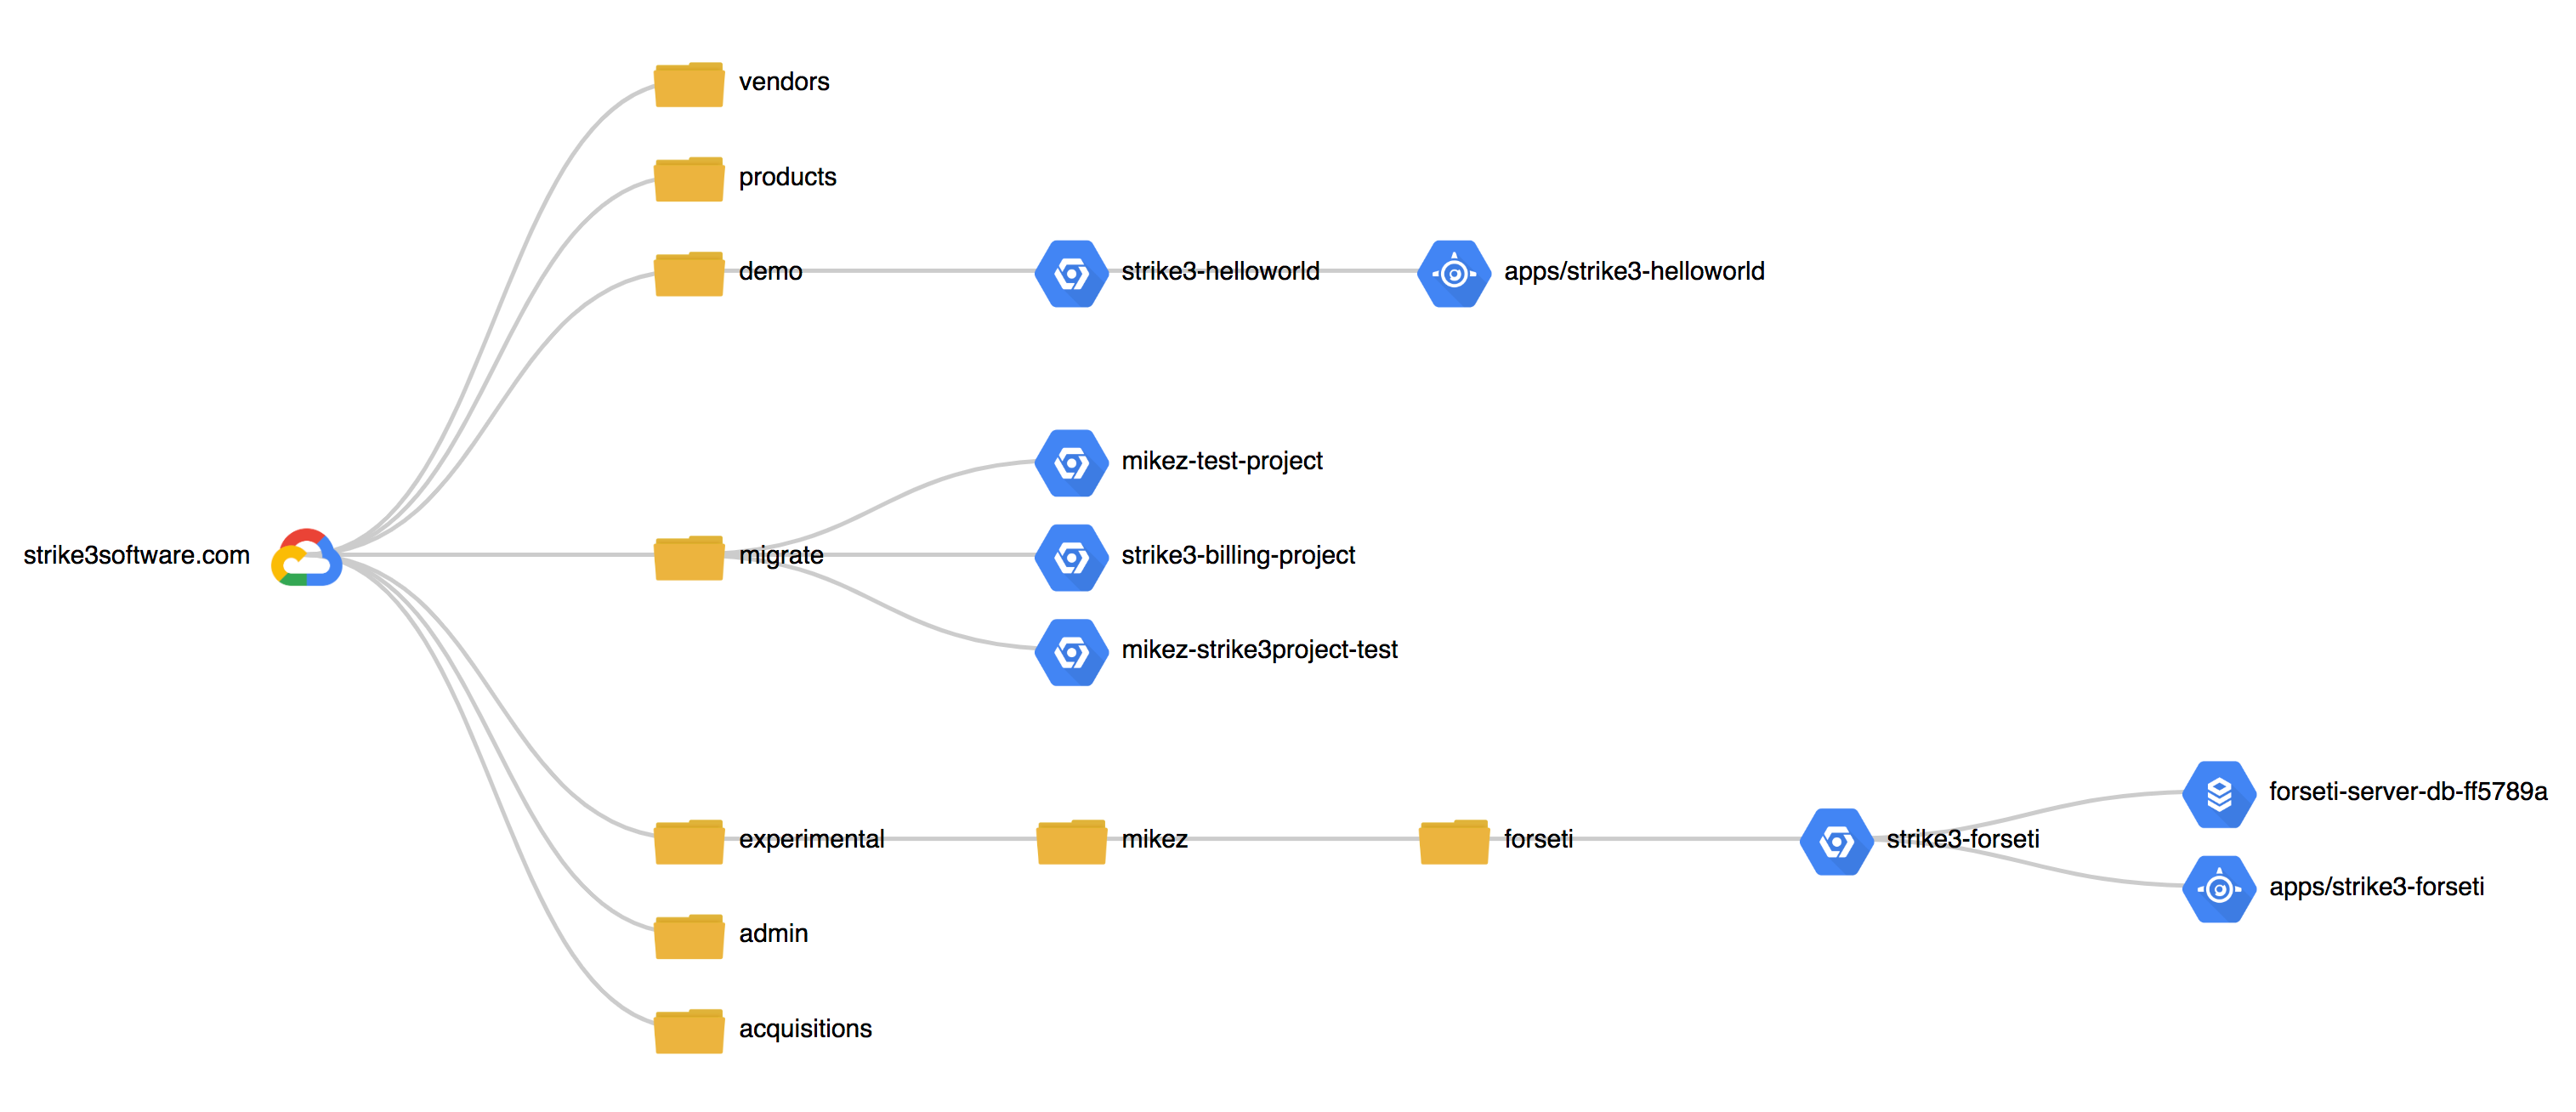 vendors
products
demo
strike3-helloworld
apps/strike3-helloworld
mikez-test-project
strike3software.com
migrate
strike3-billing-project
mikez-strike3project-test
forseti-server-db-ff5789a
experimental
mikez
forseti
strike3-forseti
apps/strike3-forseti
admin
acquisitions